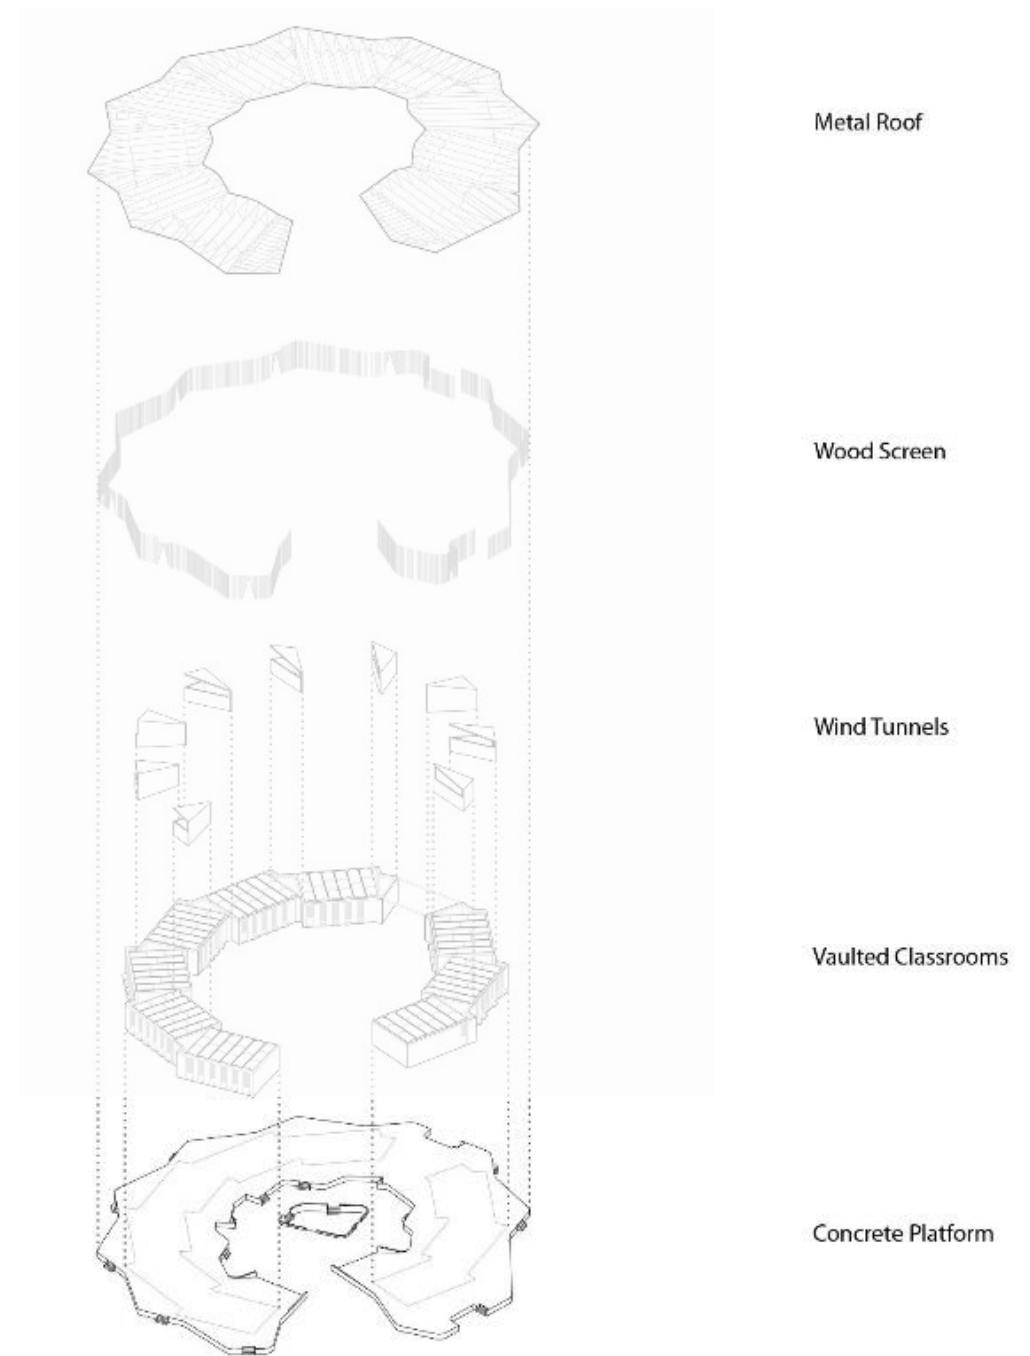 Metal Roof
Wood Screen
Wind Tunnels
Vaulted Classrooms
Concrete Platform